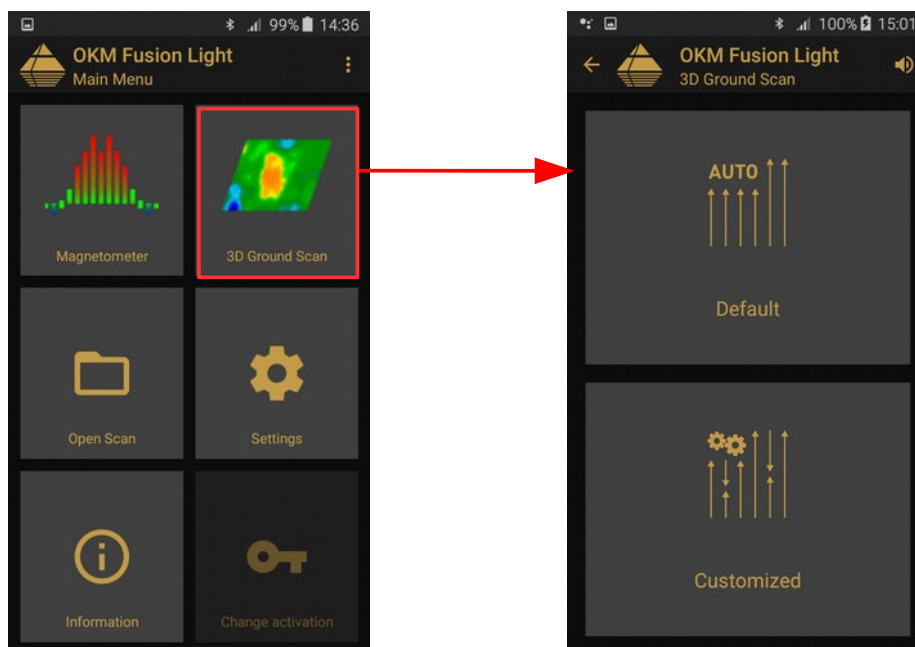 99% 14:36
OKM Fusion Light
Main Menu
Magnetometer
3D Ground Scan
Open Scan
Settings
Information
Change activation
100% 15:01
OKM Fusion Light
3D Ground Scan
AUTO
Default
Customized